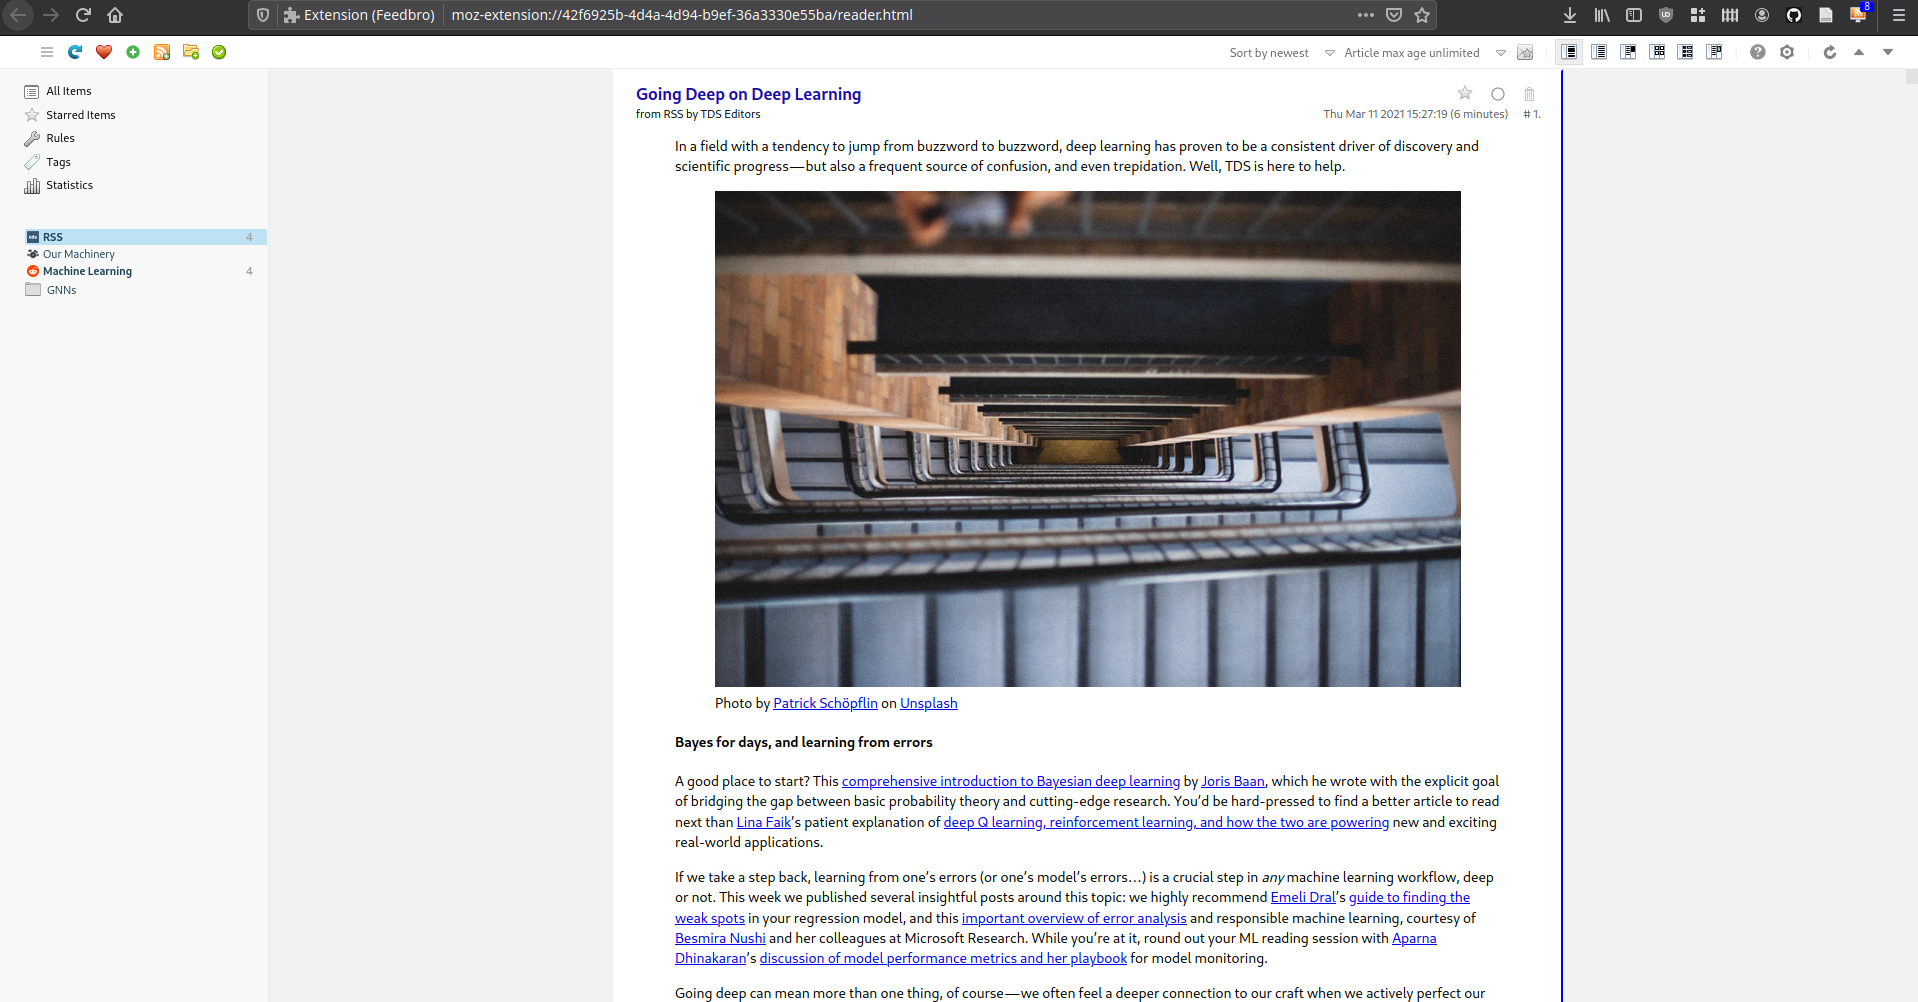 Extension (Feedbro)
moz-extension://42f6925b-4d4a-4d94-b9ef-36a3330e55ba/reader.html
8
Sort by newest
Article max age unlimited
All Items
Starred Items
Rules
Tags
Statistics
tds RSS 4
Our Machinery
Machine Learning 4
GNNs
Going Deep on Deep Learning
from RSS by TDS Editors
Thu Mar 11 2021 15:27:19 (6 minutes) # 1.
In a field with a tendency to jump from buzzword to buzzword, deep learning has proven to be a consistent driver of discovery and
scientific progress — but also a frequent source of confusion, and even trepidation. Well, TDS is here to help.
Photo by Patrick Schöpflin on Unsplash
Bayes for days, and learning from errors
A good place to start? This comprehensive introduction to Bayesian deep learning by Joris Baan, which he wrote with the explicit goal
of bridging the gap between basic probability theory and cutting-edge research. You’d be hard-pressed to find a better article to read
next than Lina Faik’s patient explanation of deep Q learning, reinforcement learning, and how the two are powering new and exciting
real-world applications.
If we take a step back, learning from one’s errors (or one’s model’s errors…) is a crucial step in any machine learning workflow, deep
or not. This week we published several insightful posts around this topic: we highly recommend Emeli Dral’s guide to finding the
weak spots in your regression model, and this important overview of error analysis and responsible machine learning, courtesy of
Besmira Nushi and her colleagues at Microsoft Research. While you’re at it, round out your ML reading session with Aparna
Dhinakaran’s discussion of model performance metrics and her playbook for model monitoring.
Going deep can mean more than one thing, of course — we often feel a deeper connection to our craft when we actively perfect our